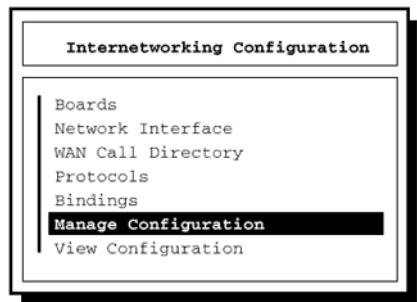 Internetworking Configuration
Boards
Network Interface
WAN Call Directory
Protocols
Bindings
Manage Configuration
View Configuration